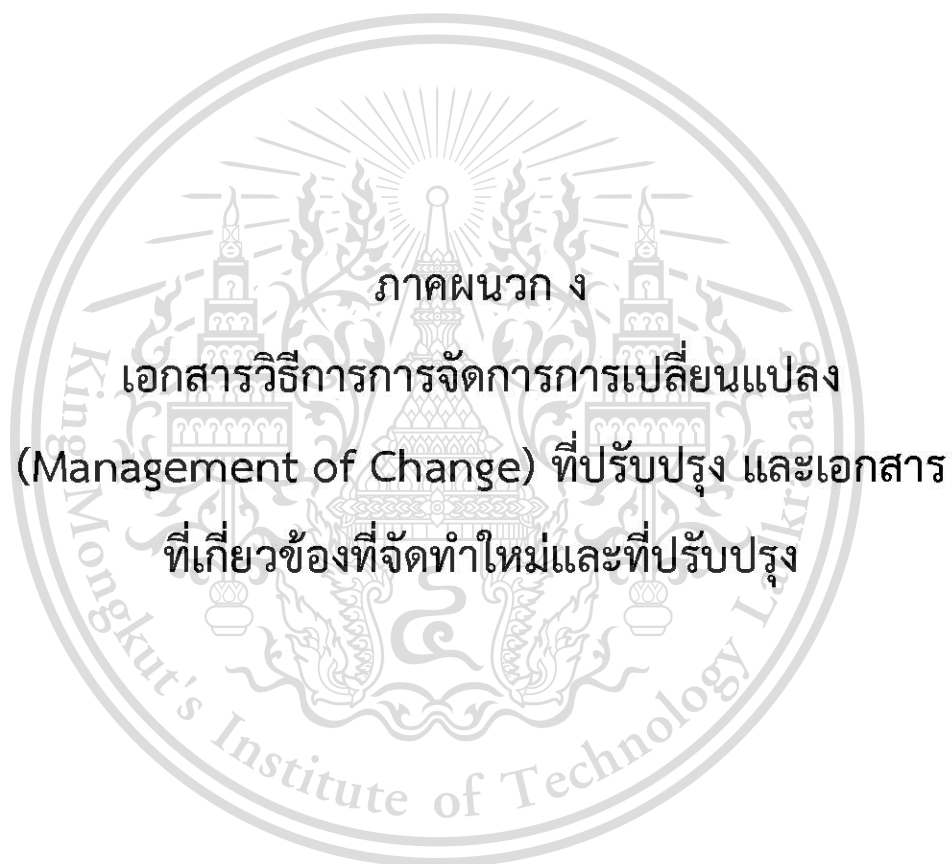 ภาคผนวก ง
เอกสารวิธีการการจัดการการเปลี่ยนแปลง
(Management of Change) ที่ปรับปรุง และเอกสาร
ที่เกี่ยวข้องที่จัดทำใหม่และที่ปรับปรุง
King Mongkut's Institute of Technology Ladkrabang